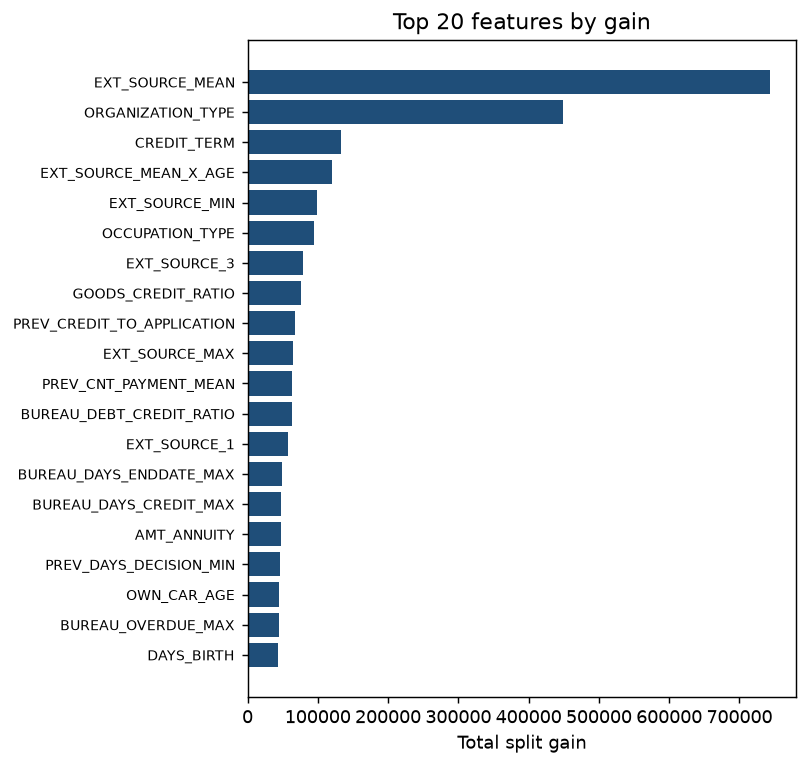 Top 20 features by gain
EXT_SOURCE_MEAN
ORGANIZATION_TYPE
CREDIT_TERM
EXT_SOURCE_MEAN_X_AGE
EXT_SOURCE_MIN
OCCUPATION_TYPE
EXT_SOURCE_3
GOODS_CREDIT_RATIO
PREV_CREDIT_TO_APPLICATION
EXT_SOURCE_MAX
PREV_CNT_PAYMENT_MEAN
BUREAU_DEBT_CREDIT_RATIO
EXT_SOURCE_1
BUREAU_DAYS_ENDDATE_MAX
BUREAU_DAYS_CREDIT_MAX
AMT_ANNUITY
PREV_DAYS_DECISION_MIN
OWN_CAR_AGE
BUREAU_OVERDUE_MAX
DAYS_BIRTH
0 100000 200000 300000 400000 500000 600000 700000
Total split gain